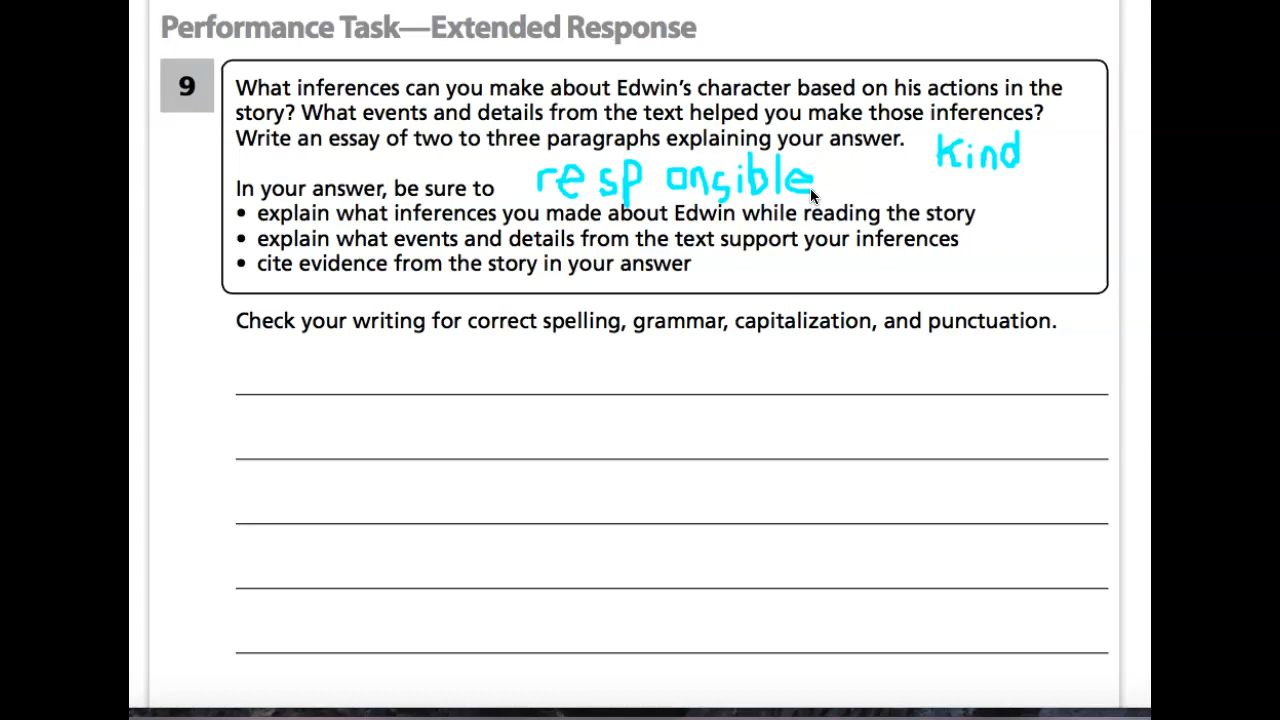 Performance Task—Extended Response
9
What inferences can you make about Edwin's character based on his actions in the
story? What events and details from the text helped you make those inferences?
Write an essay of two to three paragraphs explaining your answer.
kind
responsible
In your answer, be sure to
• explain what inferences you made about Edwin while reading the story
• explain what events and details from the text support your inferences
• cite evidence from the story in your answer
Check your writing for correct spelling, grammar, capitalization, and punctuation.